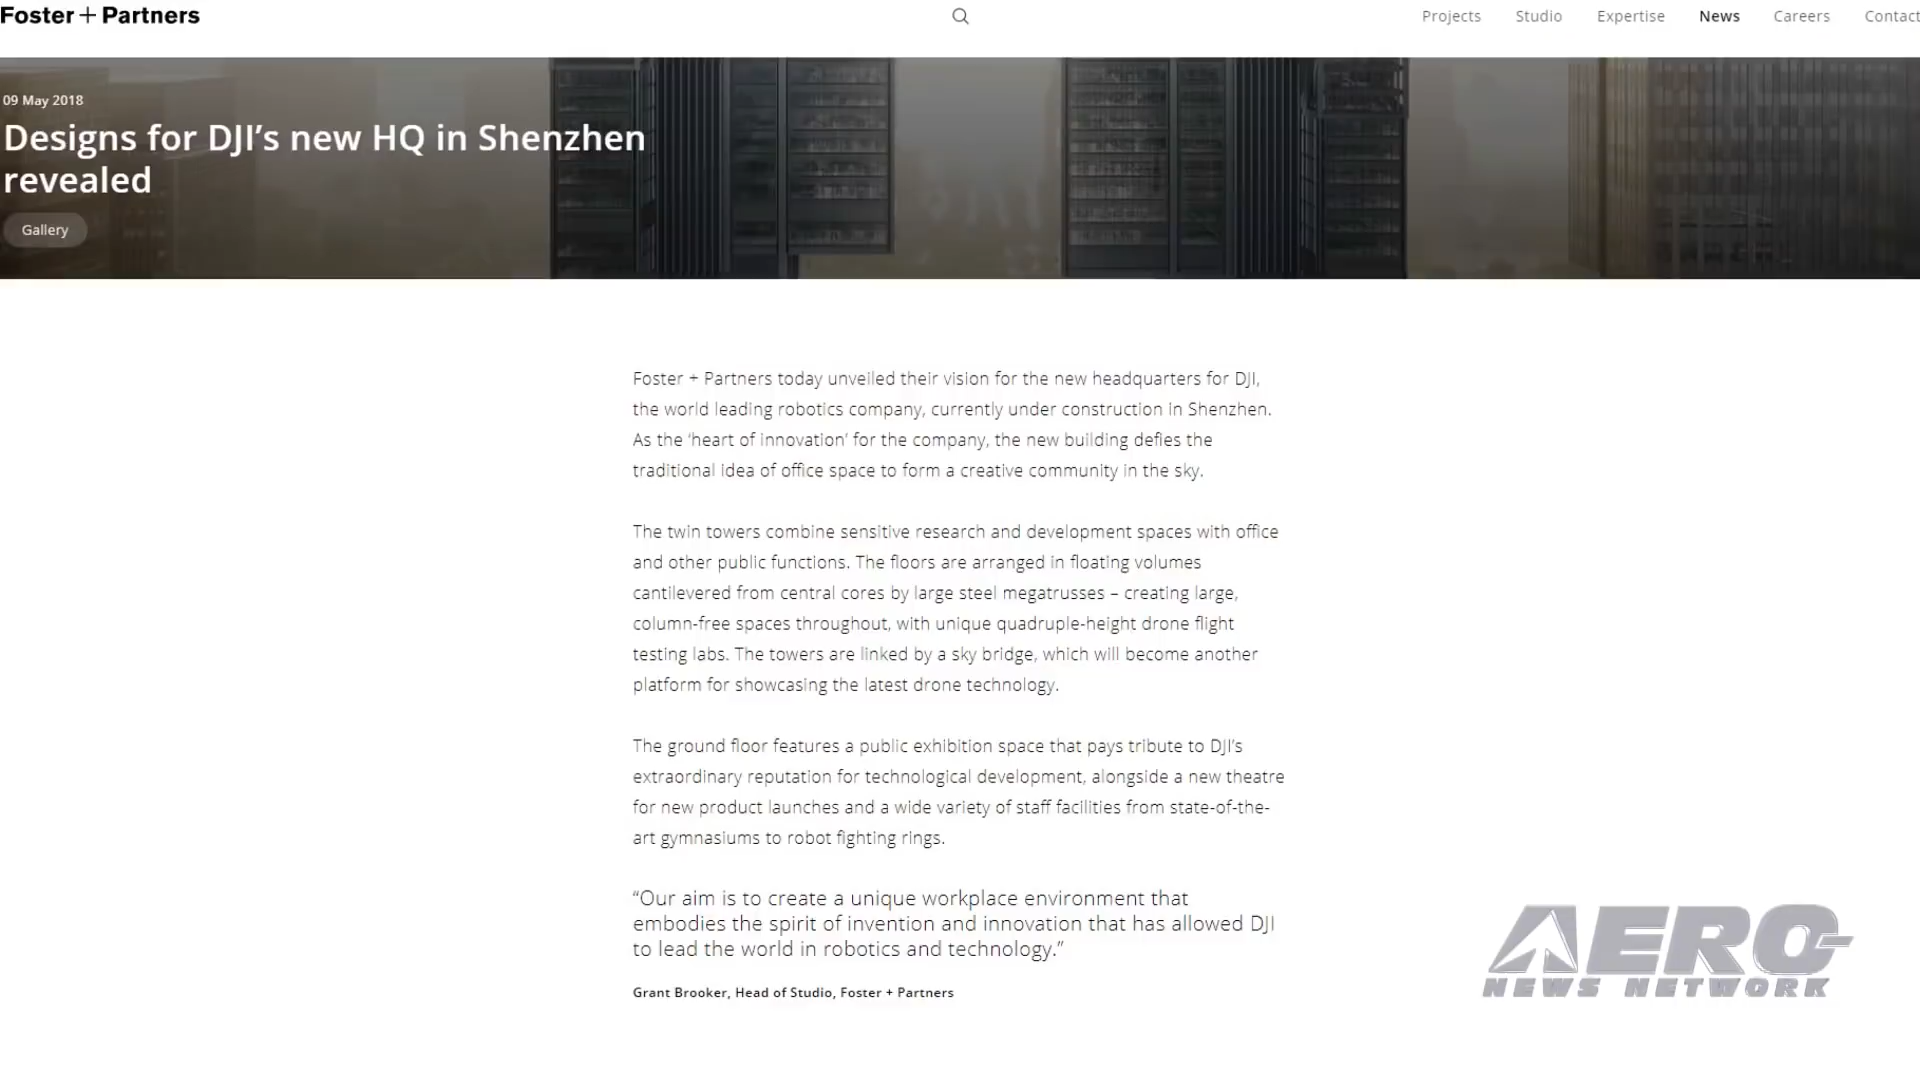 Foster + Partners
Projects
Studio
Expertise
News
Careers
Contact
09 May 2018
Designs for DJI’s new HQ in Shenzhen
revealed
Gallery
Foster + Partners today unveiled their vision for the new headquarters for DJI,
the world leading robotics company, currently under construction in Shenzhen.
As the ‘heart of innovation’ for the company, the new building defies the
traditional idea of office space to form a creative community in the sky.
The twin towers combine sensitive research and development spaces with office
and other public functions. The floors are arranged in floating volumes
cantilevered from central cores by large steel megatrusses – creating large,
column-free spaces throughout, with unique quadruple-height drone flight
testing labs. The towers are linked by a sky bridge, which will become another
platform for showcasing the latest drone technology.
The ground floor features a public exhibition space that pays tribute to DJI’s
extraordinary reputation for technological development, alongside a new theatre
for new product launches and a wide variety of staff facilities from state-of-the-
art gymnasiums to robot fighting rings.
“Our aim is to create a unique workplace environment that
embodies the spirit of invention and innovation that has allowed DJI
to lead the world in robotics and technology.”
Grant Brooker, Head of Studio, Foster + Partners
AERO-
NEWS NETWORK